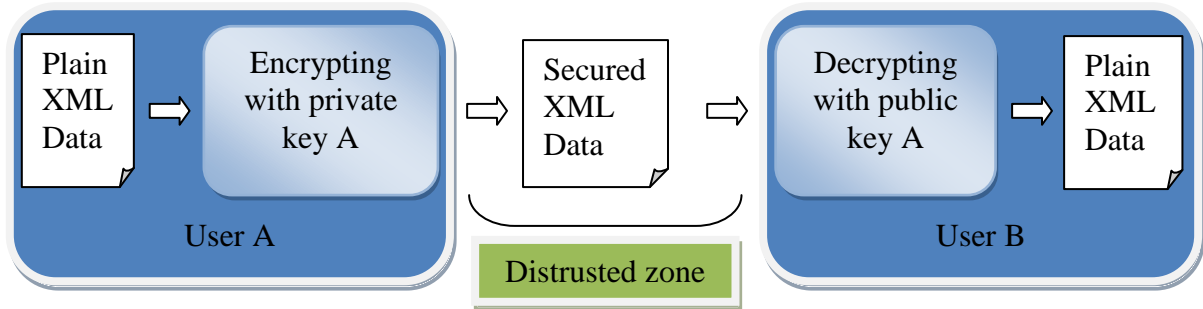 Plain
XML
Data
Encrypting
with private
key A
User A
Secured
XML
Data
Distrusted zone
Decrypting
with public
key A
Plain
XML
Data
User B